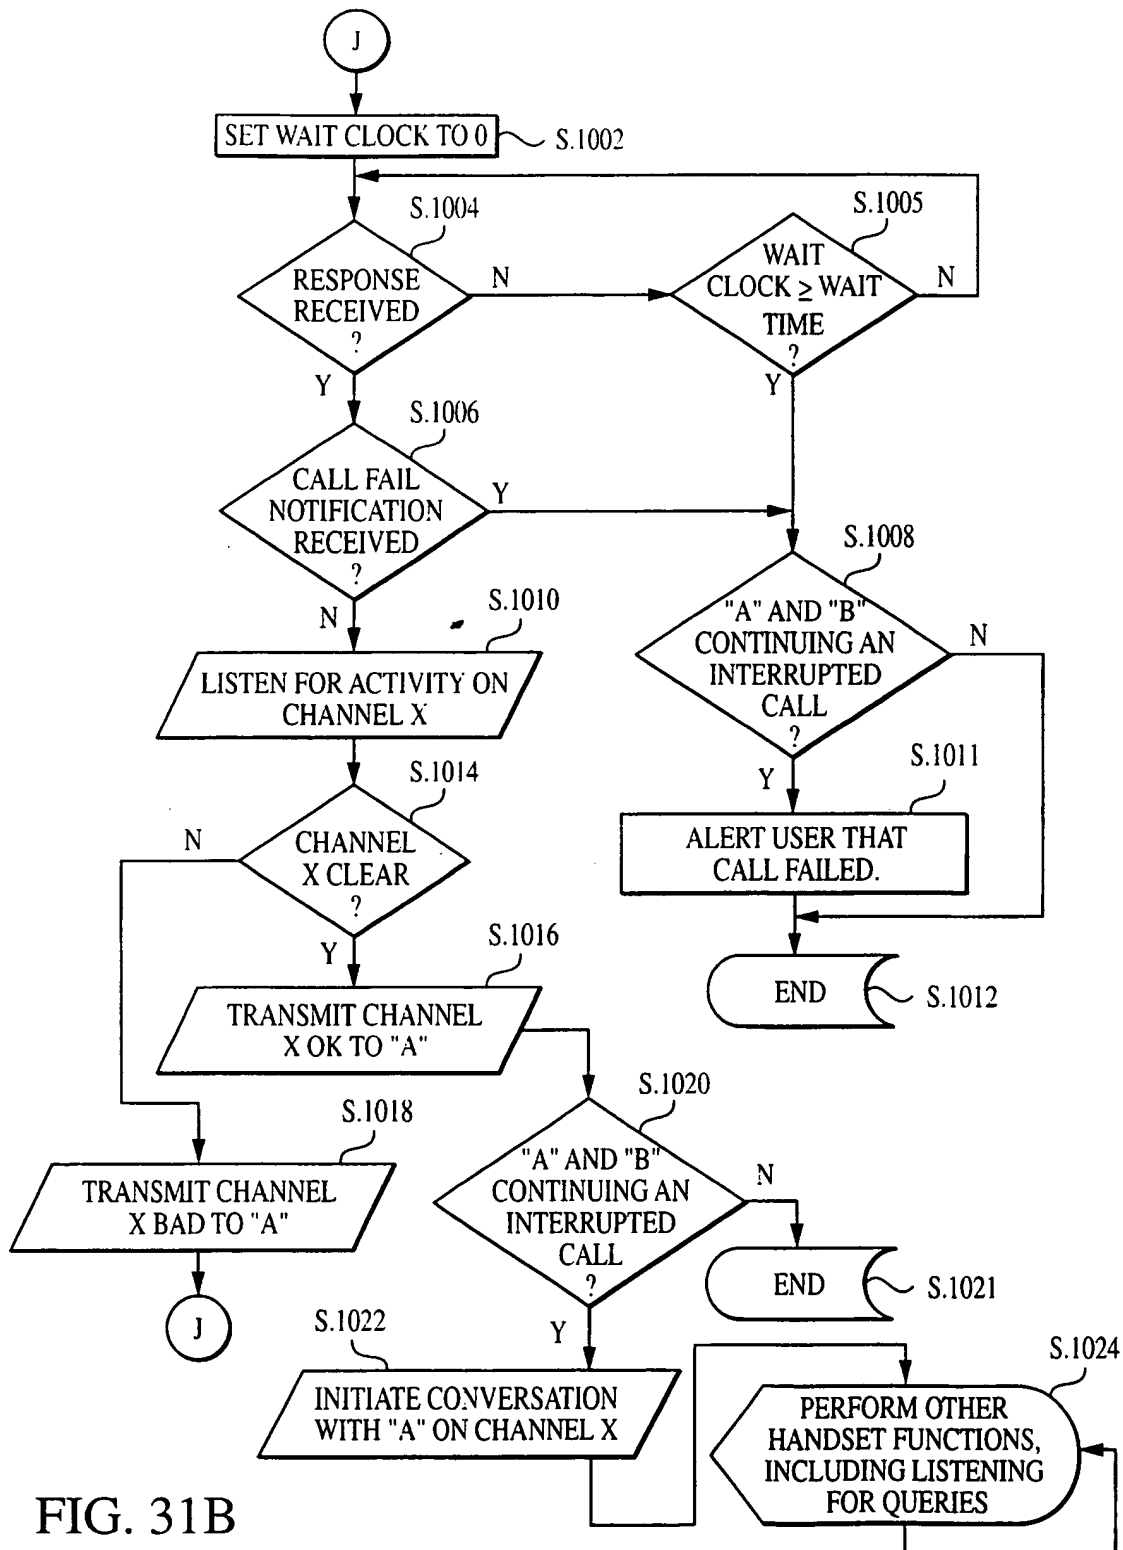 J
SET WAIT CLOCK TO 0
S.1002
S.1004
RESPONSE
RECEIVED
?
N
Y
S.1005
WAIT
CLOCK ≥ WAIT
TIME
?
N
Y
S.1006
CALL FAIL
NOTIFICATION
RECEIVED
?
Y
N
S.1008
"A" AND "B"
CONTINUING AN
INTERRUPTED
CALL
?
N
Y
S.1010
LISTEN FOR ACTIVITY ON
CHANNEL X
S.1011
ALERT USER THAT
CALL FAILED.
S.1014
CHANNEL
X CLEAR
?
N
Y
END
S.1012
S.1016
TRANSMIT CHANNEL
X OK TO "A"
S.1018
TRANSMIT CHANNEL
X BAD TO "A"
J
S.1020
"A" AND "B"
CONTINUING AN
INTERRUPTED
CALL
?
N
Y
END
S.1021
S.1022
INITIATE CONVERSATION
WITH "A" ON CHANNEL X
S.1024
PERFORM OTHER
HANDSET FUNCTIONS,
INCLUDING LISTENING
FOR QUERIES
FIG. 31B